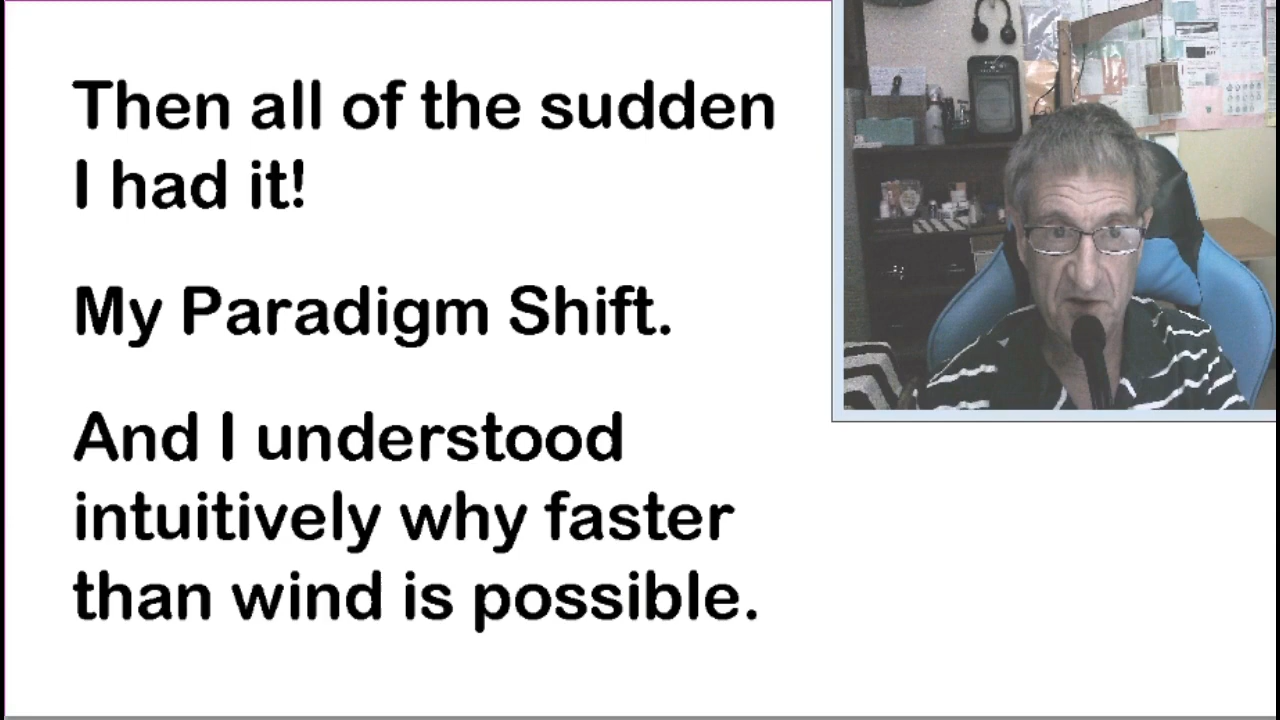 Then all of the sudden
I had it!
My Paradigm Shift.
And I understood
intuitively why faster
than wind is possible.